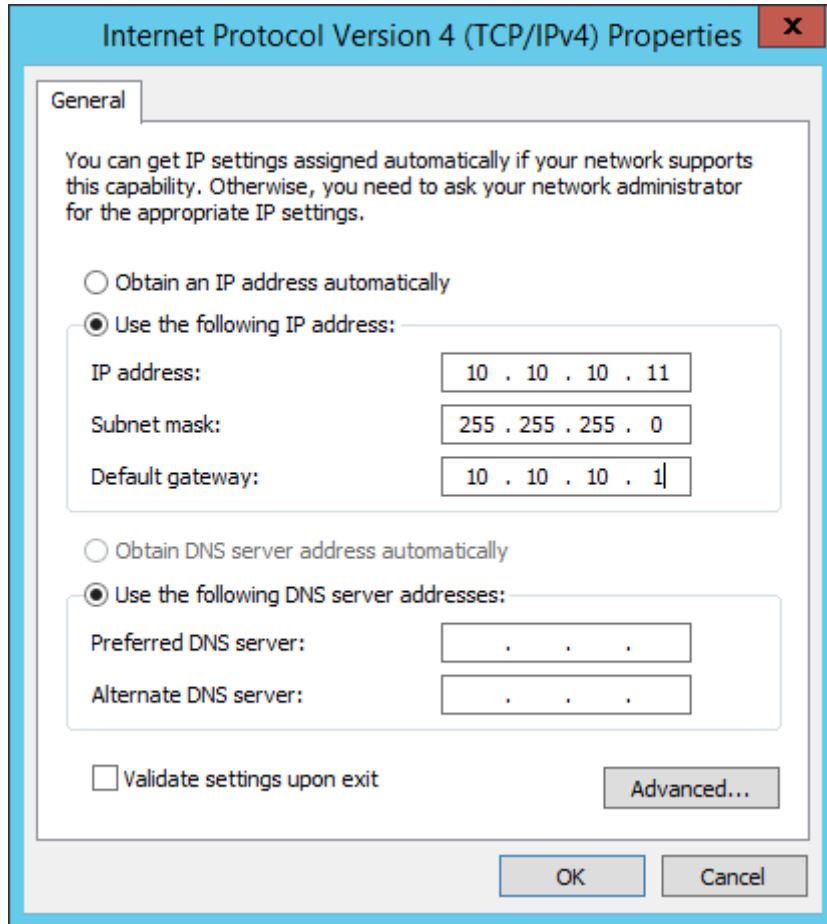 Internet Protocol Version 4 (TCP/IPv4) Properties
x
General
You can get IP settings assigned automatically if your network supports
this capability. Otherwise, you need to ask your network administrator
for the appropriate IP settings.
Obtain an IP address automatically
Use the following IP address:
IP address: 10 . 10 . 10 . 11
Subnet mask: 255 . 255 . 255 . 0
Default gateway: 10 . 10 . 10 . 1
Obtain DNS server address automatically
Use the following DNS server addresses:
Preferred DNS server: . . .
Alternate DNS server: . . .
Validate settings upon exit
Advanced...
OK Cancel